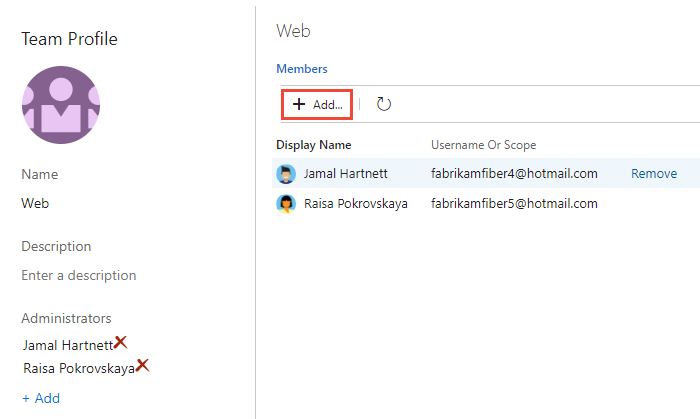 Team Profile
Name
Web
Description
Enter a description
Administrators
Jamal Hartnett
Raisa Pokrovskaya
+ Add
Web
Members
+ Add...
Display Name Username Or Scope
Jamal Hartnett fabrikamfiber4@hotmail.com Remove
Raisa Pokrovskaya fabrikamfiber5@hotmail.com